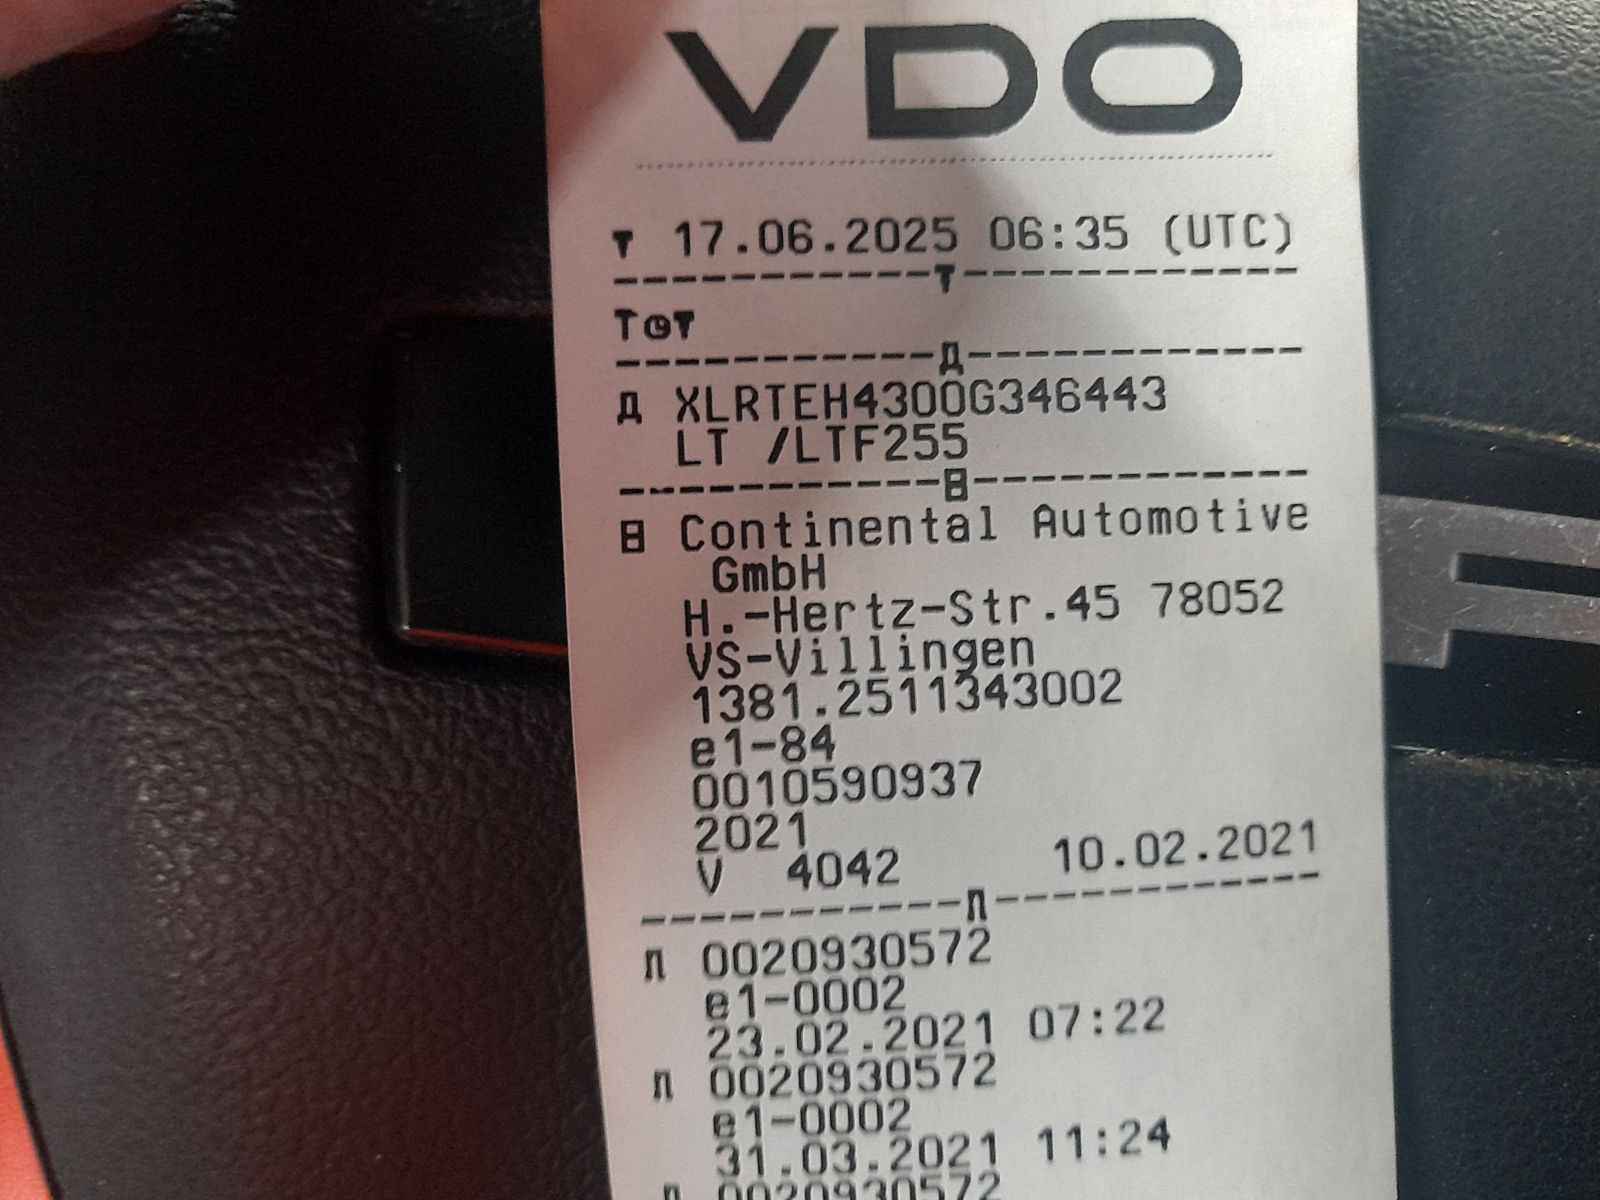 VDO
17.06.2025 06:35 (UTC)
T
XLRTEH4300G346443
LT /LTF255
Continental Automotive
GmbH
H.-Hertz-Str.45 78052
VS-Villingen
1381.2511343002
e1-84
0010590937
2021
V 4042 10.02.2021
0020930572
e1-0002
23.02.2021 07:22
0020930572
e1-0002
31.03.2021 11:24
0020930572